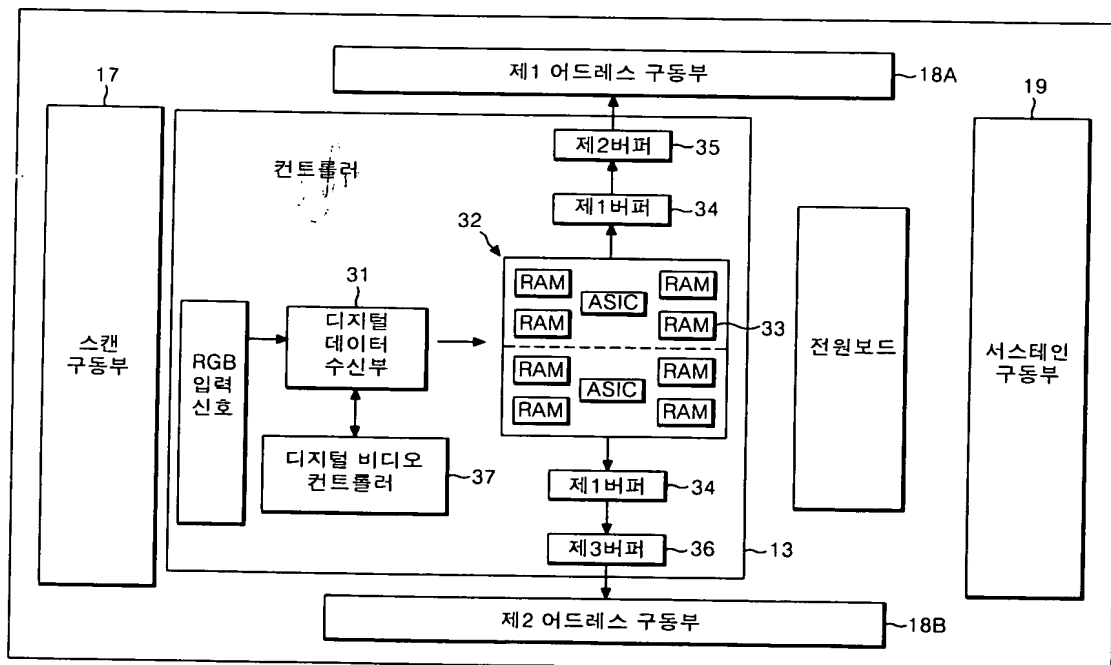 제1 어드레스 구동부
18A
17
19
제2버퍼
35
컨트롤러
제1버퍼
34
32
31
RAM
RAM
ASIC
RAM
RAM
33
디지털
데이터
수신부
스캔
구동부
RGB
입력
신호
전원보드
서스테인
구동부
RAM
RAM
ASIC
RAM
RAM
디지털 비디오
컨트롤러
37
제1버퍼
34
제3버퍼
36
13
제2 어드레스 구동부
18B